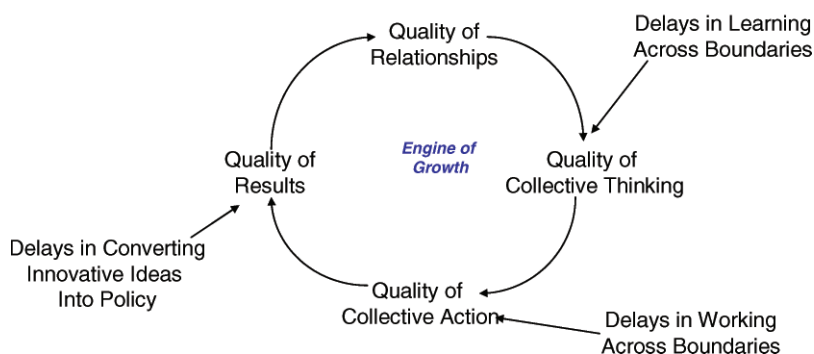 Quality of
Relationships
Delays in Learning
Across Boundaries
Engine of
Growth
Quality of
Results
Quality of
Collective Thinking
Delays in Converting
Innovative Ideas
Into Policy
Quality of
Collective Action
Delays in Working
Across Boundaries